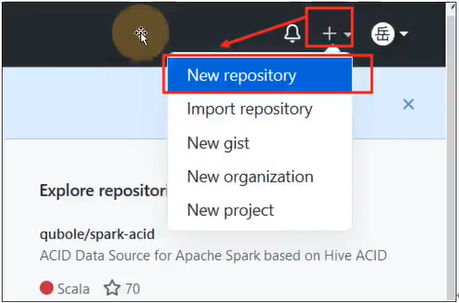 岳
New repository
Import repository
New gist
New organization
New project
Explore repositori
qubole/spark-acid
ACID Data Source for Apache Spark based on Hive ACID
Scala 70